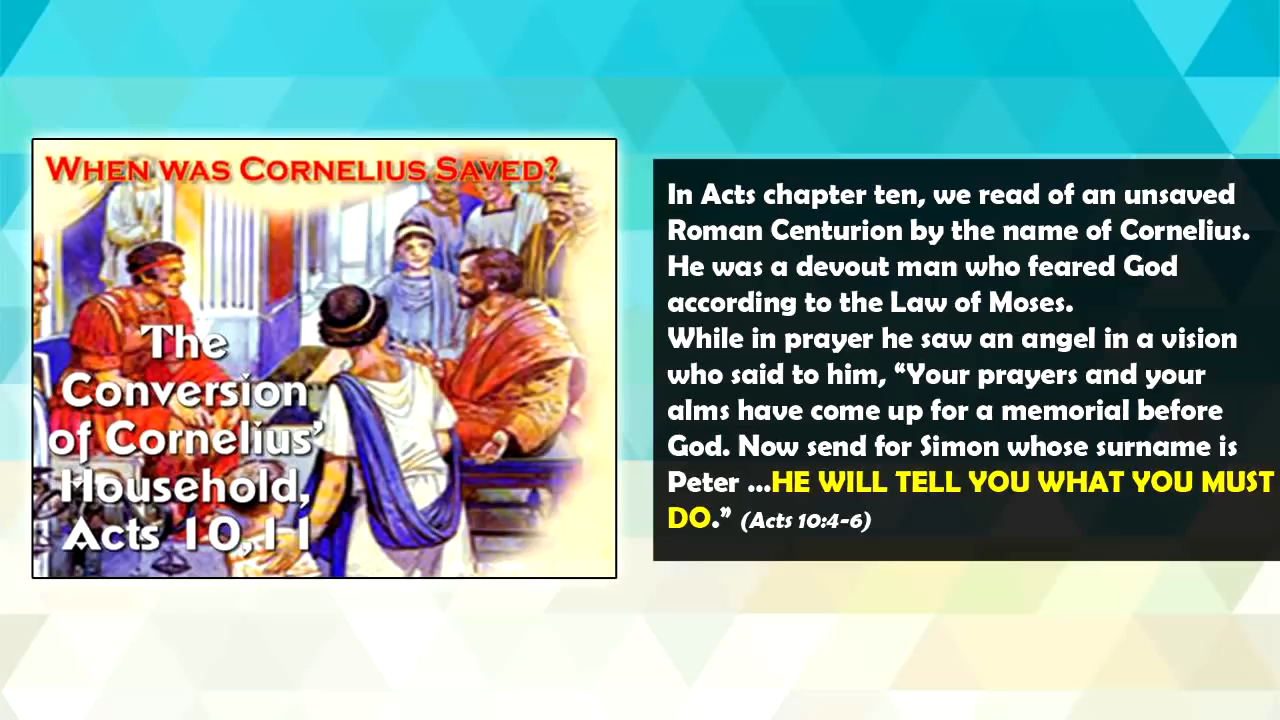 WHEN WAS CORNELIUS SAVED?
The
Conversion
of Cornelius'
Household,
Acts 10,11
In Acts chapter ten, we read of an unsaved
Roman Centurion by the name of Cornelius.
He was a devout man who feared God
according to the Law of Moses.
While in prayer he saw an angel in a vision
who said to him, “Your prayers and your
alms have come up for a memorial before
God. Now send for Simon whose surname is
Peter ...HE WILL TELL YOU WHAT YOU MUST
DO.” (Acts 10:4-6)